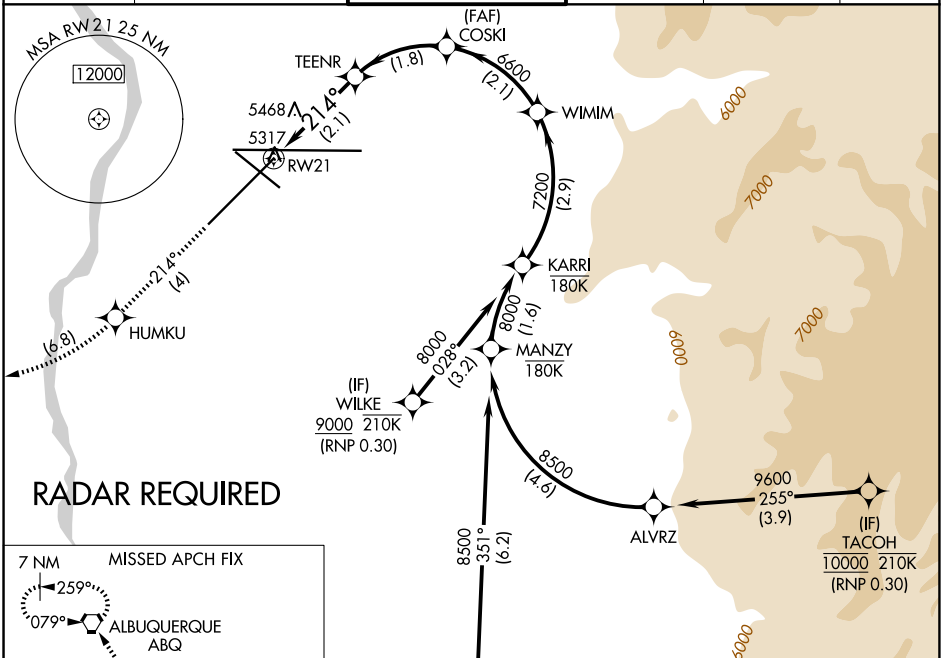 MSA RW21 25 NM
12000
(FAF)
COSKI
TEENR
(1.8)
6600
(2.1)
WIMIM
5468
214°
(2.1)
5317
RW21
7200
(2.9)
KARRI
180K
214°
(4)
HUMKU
(6.8)
8000
(1.6)
MANZY
180K
8000
028°
(3.2)
(IF)
WILKE
9000 210K
(RNP 0.30)
8500
(4.6)
ALVRZ
9600
255°
(3.9)
(IF)
TACOH
10000 210K
(RNP 0.30)
8500
351°
(6.2)
6000
7000
7000
6000
6000
RADAR REQUIRED
MISSED APCH FIX
7 NM
259°
079°
ALBUQUERQUE
ABQ